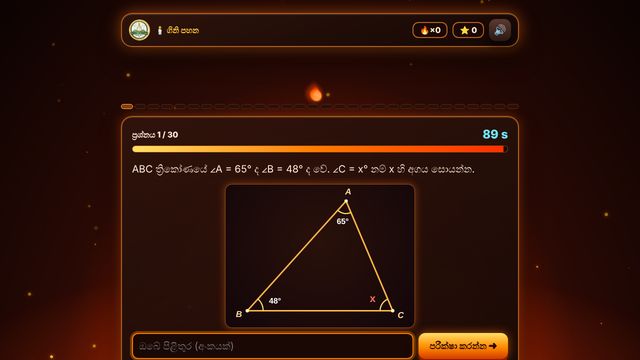 ගිනි පහන
🔥×0
⭐ 0
ප්‍රශ්නය 1 / 30
89 s
ABC ත්‍රිකෝණයේ ∠A = 65° ද ∠B = 48° ද වේ. ∠C = x° නම් x හි අගය සොයන්න.
A
65°
48°
x
B
C
ඔබේ පිළිතුර (අංකයක්)
පරීක්ෂා කරන්න ➜